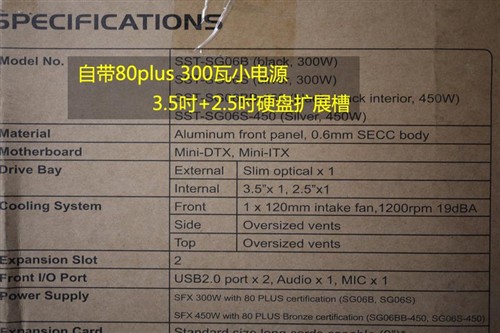 SPECIFICATIONS
Model No. SST-SG06B (black, 300W)
自带80plus 300瓦小电源
black interior, 450W)
3.5吋+2.5吋硬盘扩展槽
SST-SG06S-450 (Silver, 450W)
Material Aluminum front panel, 0.6mm SECC body
Motherboard Mini-DTX, Mini-ITX
Drive Bay External Slim optical x 1
Internal 3.5"x 1, 2.5"x1
Cooling System Front 1 x 120mm intake fan,1200rpm 19dBA
Side Oversized vents
Top Oversized vents
Expansion Slot 2
Front I/O Port USB2.0 port x 2, Audio x 1, MIC x 1
Power Supply SFX 300W with 80 PLUS certification (SG06B, SG06S)
SFX 450W with 80 PLUS Bronze certification (SG06BB-450, SG06S-450)
Expansion Card